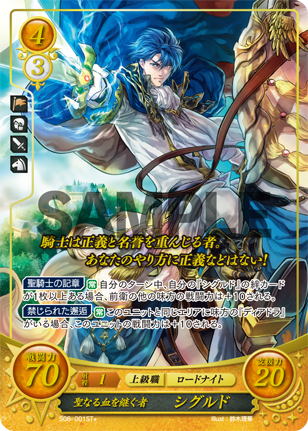 4
3
SAMPLE
騎士は正義と名誉を重んじる者。
あなたのやり方に正義などはない!
聖騎士の記章 常 自分のターン中、自分の『シグルド』の絆カード
が1枚以上ある場合、前衛の他の味方の戦闘力は+10される。
禁じられた邂逅 常 このユニットと同じエリアに味方の『ディアドラ』
がいる場合、このユニットの戦闘力は+10される。
戦闘力 70
射程 1 上級職 ロードナイト
支援力 20
聖なる血を継ぐ者 シグルド
S08-001ST+